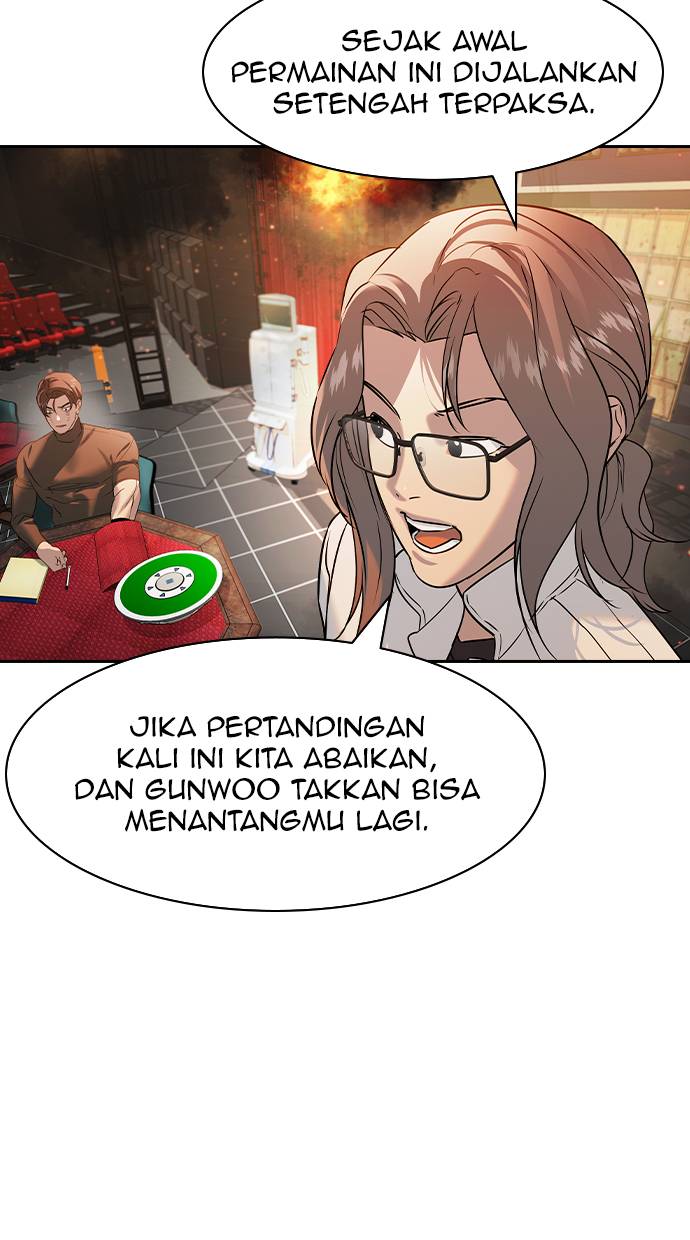 SEJAK AWAL
PERMAINAN INI DIJALANKAN
SETENGAH TERPAKSA.
JIKA PERTANDINGAN
KALI INI KITA ABAIKAN,
DAN GUNWOO TAKKAN BISA
MENANTANGMU LAGI.